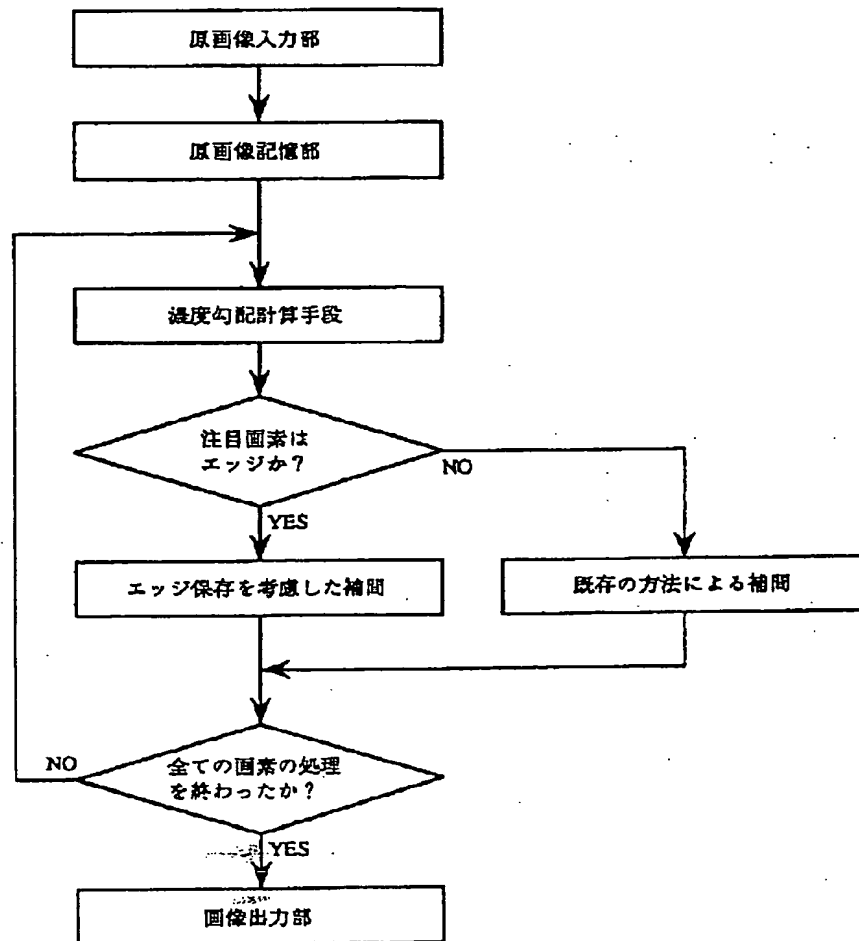 原画像入力部
原画像記憶部
濃度勾配計算手段
注目画素は
エッジか？
NO
YES
エッジ保存を考慮した補間
既存の方法による補間
NO
全ての画素の処理
を終わったか？
YES
画像出力部